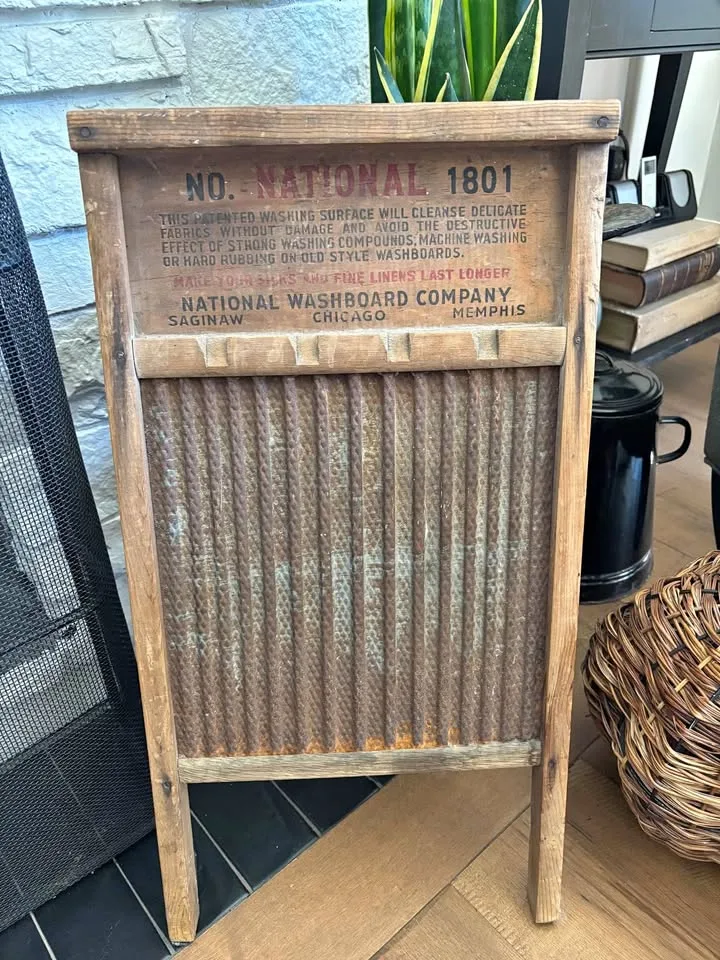 NO. NATIONAL 1801
THIS PATENTED WASHING SURFACE WILL CLEANSE DELICATE
FABRICS WITHOUT DAMAGE AND AVOID THE DESTRUCTIVE
EFFECT OF STRONG WASHING COMPOUNDS, MACHINE WASHING
OR HARD RUBBING ON OLD STYLE WASHBOARDS.
MAKE YOUR SILKS AND FINE LINENS LAST LONGER
NATIONAL WASHBOARD COMPANY
SAGINAW CHICAGO MEMPHIS